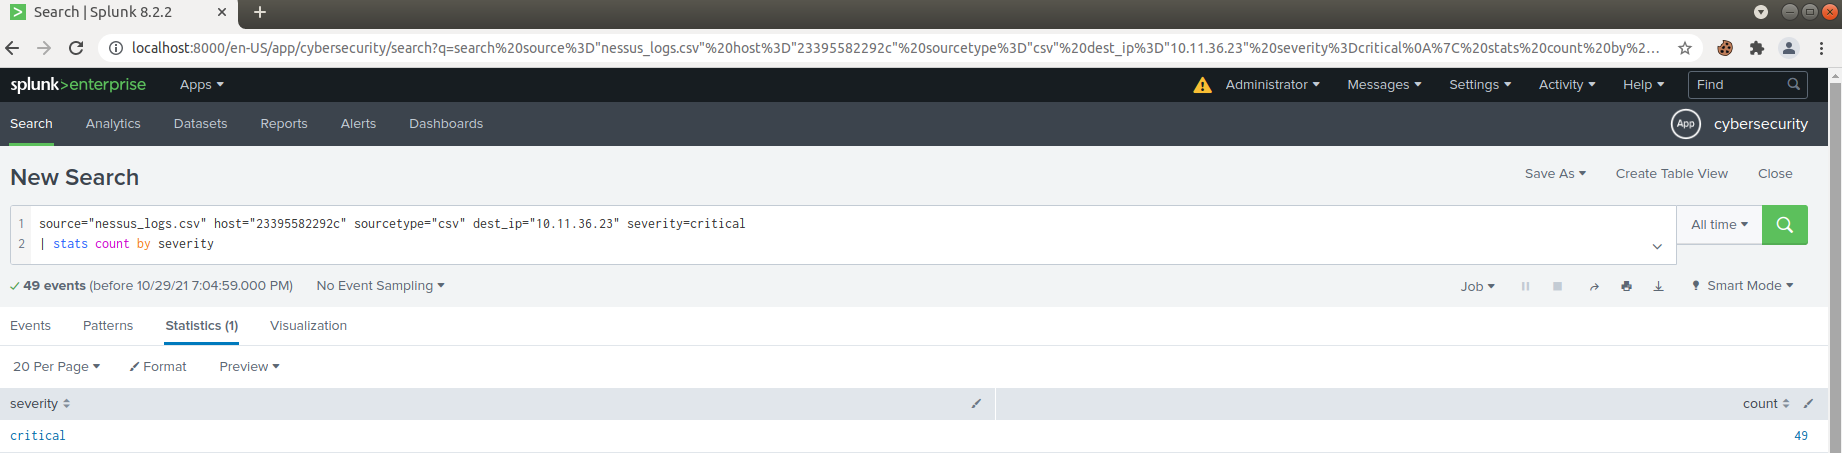 Search | Splunk 8.2.2
localhost:8000/en-US/app/cybersecurity/search?q=search%20source%3D"nessus_logs.csv"%20host%3D"23395582292c"%20sourcetype%3D"csv"%20dest_ip%3D"10.11.36.23"%20severity%3Dcritical%0A%7C%20stats%20count%20by%2...
splunk>enterprise Apps Administrator Messages Settings Activity Help Find
Search Analytics Datasets Reports Alerts Dashboards App cybersecurity
New Search Save As Create Table View Close
1 source="nessus_logs.csv" host="23395582292c" sourcetype="csv" dest_ip="10.11.36.23" severity=critical All time
2 | stats count by severity
✓ 49 events (before 10/29/21 7:04:59.000 PM) No Event Sampling Job Smart Mode
Events Patterns Statistics (1) Visualization
20 Per Page Format Preview
severity count
critical 49